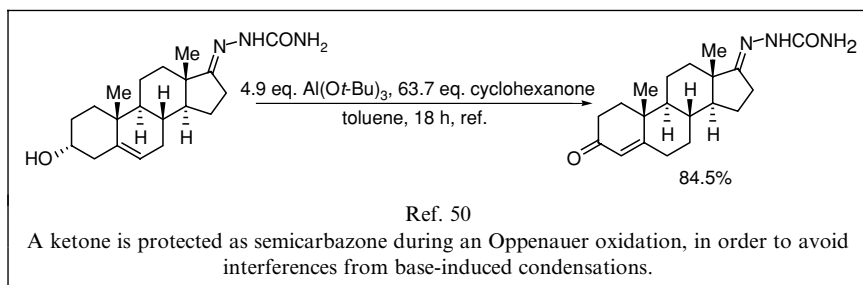 N
NHCONH2
Me
Me
H
H
H
HO
4.9 eq. Al(Ot-Bu)3, 63.7 eq. cyclohexanone
toluene, 18 h, ref.
N
NHCONH2
Me
Me
H
H
H
O
84.5%
Ref. 50
A ketone is protected as semicarbazone during an Oppenauer oxidation, in order to avoid
interferences from base-induced condensations.